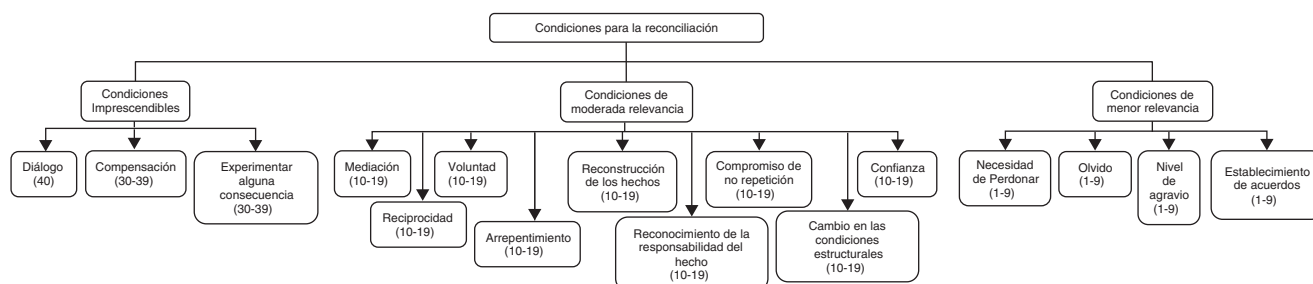 Condiciones para la reconciliación
Condiciones
Imprescindibles
Condiciones de
moderada relevancia
Condiciones de
menor relevancia
Diálogo
(40)
Compensación
(30-39)
Experimentar
alguna
consecuencia
(30-39)
Mediación
(10-19)
Reciprocidad
(10-19)
Voluntad
(10-19)
Arrepentimiento
(10-19)
Reconstrucción
de los hechos
(10-19)
Reconocimiento de la
responsabilidad del
hecho
(10-19)
Compromiso de
no repetición
(10-19)
Cambio en las
condiciones
estructurales
(10-19)
Confianza
(10-19)
Necesidad
de Perdonar
(1-9)
Olvido
(1-9)
Nivel
de
agravio
(1-9)
Establecimiento
de acuerdos
(1-9)